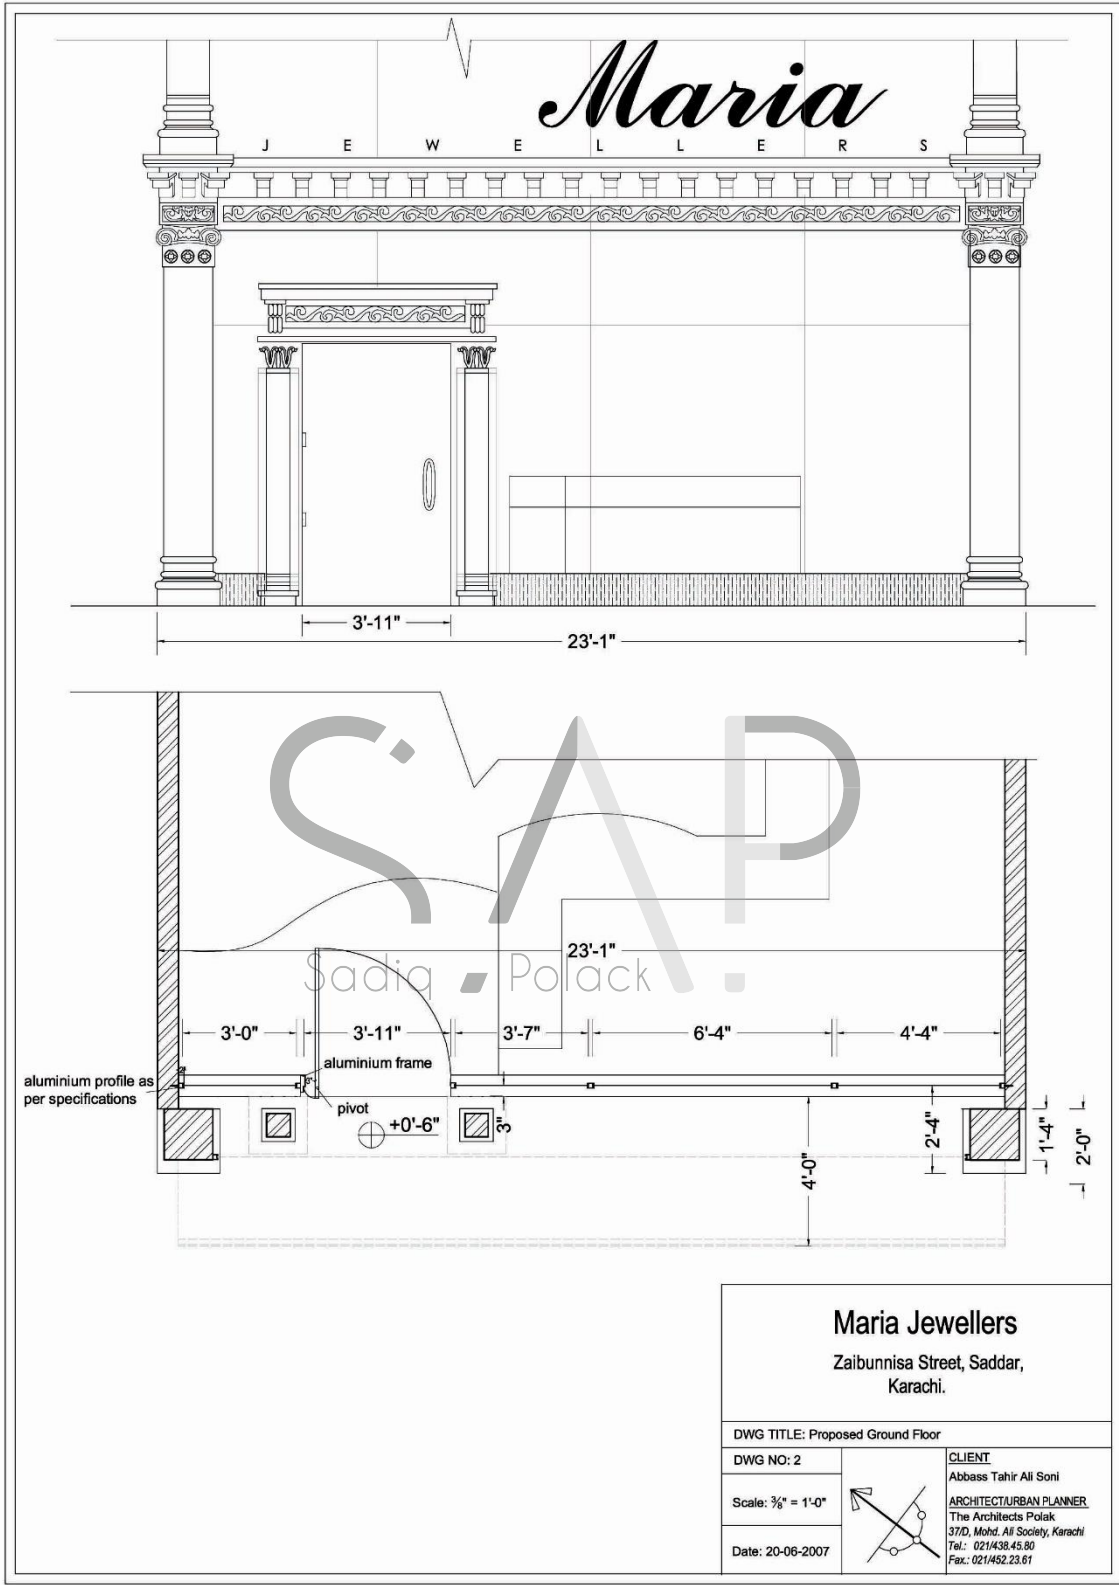 Maria
JEWELLERS
3'-11"
23'-1"
SAP
Sadiq Polack
23'-1"
3'-0" 3'-11" 3'-7" 6'-4" 4'-4"
aluminium frame
aluminium profile as
per specifications
pivot
+0'-6"
3"
2'-4"
1'-4"
2'-0"
4'-0"
Maria Jewellers
Zaibunnisa Street, Saddar,
Karachi.
DWG TITLE: Proposed Ground Floor
DWG NO: 2
Scale: ⅜" = 1'-0"
Date: 20-06-2007
CLIENT
Abbass Tahir Ali Soni
ARCHITECT/URBAN PLANNER
The Architects Polak
37/D, Mohd. Ali Society, Karachi
Tel.: 021/438.45.80
Fax.: 021/452.23.61